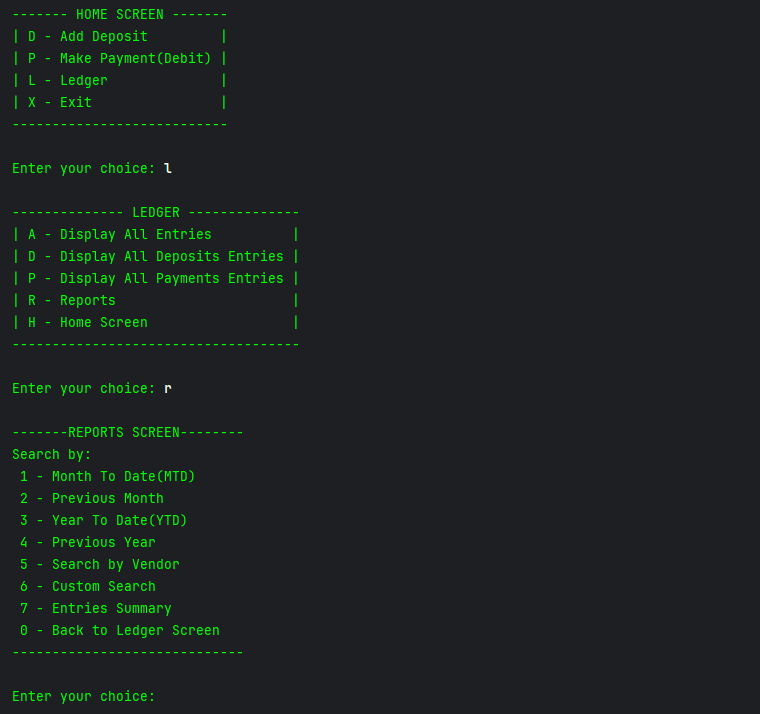 ------- HOME SCREEN -------
| D - Add Deposit         |
| P - Make Payment(Debit) |
| L - Ledger              |
| X - Exit                |
---------------------------
Enter your choice: l
-------------- LEDGER --------------
| A - Display All Entries          |
| D - Display All Deposits Entries |
| P - Display All Payments Entries |
| R - Reports                      |
| H - Home Screen                  |
------------------------------------
Enter your choice: r
-------REPORTS SCREEN--------
Search by:
 1 - Month To Date(MTD)
 2 - Previous Month
 3 - Year To Date(YTD)
 4 - Previous Year
 5 - Search by Vendor
 6 - Custom Search
 7 - Entries Summary
 0 - Back to Ledger Screen
-----------------------------
Enter your choice: